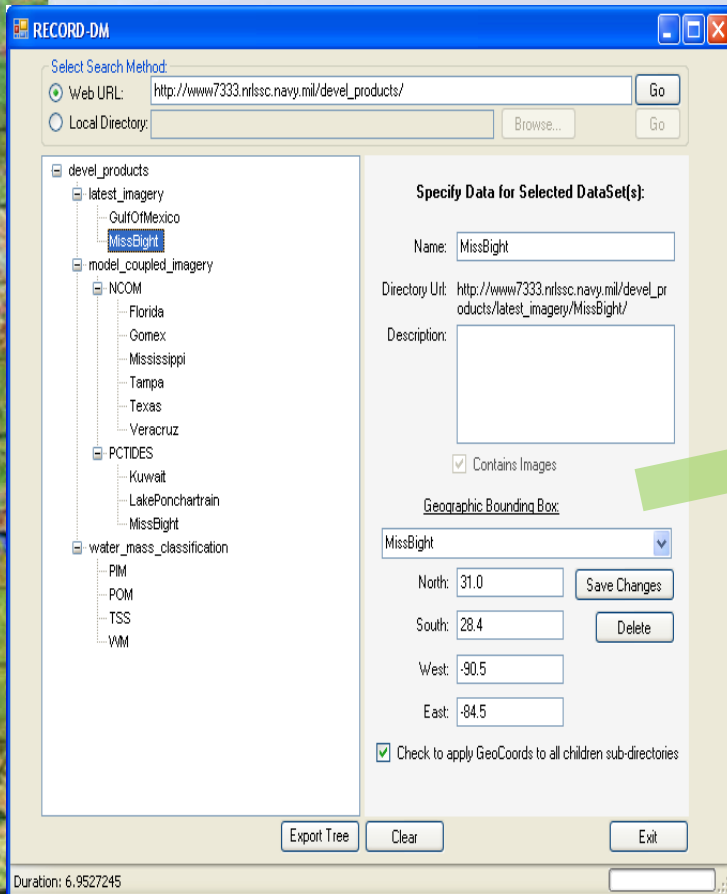 RECORD-DM
Select Search Method:
Web URL: http://www7333.nrlssc.navy.mil/devel_products/ Go
Local Directory: Browse... Go
devel_products
latest_imagery
GulfOfMexico
MissBight
model_coupled_imagery
NCOM
Florida
Gomex
Mississippi
Tampa
Texas
Veracruz
PCTIDES
Kuwait
LakePonchartrain
MissBight
water_mass_classification
PIM
POM
TSS
WM
Specify Data for Selected DataSet(s):
Name: MissBight
Directory Url: http://www7333.nrlssc.navy.mil/devel_pr
oducts/latest_imagery/MissBight/
Description:
Contains Images
Geographic Bounding Box:
MissBight
North: 31.0 Save Changes
South: 28.4 Delete
West: -90.5
East: -84.5
Check to apply GeoCoords to all children sub-directories
Export Tree Clear Exit
Duration: 6.9527245